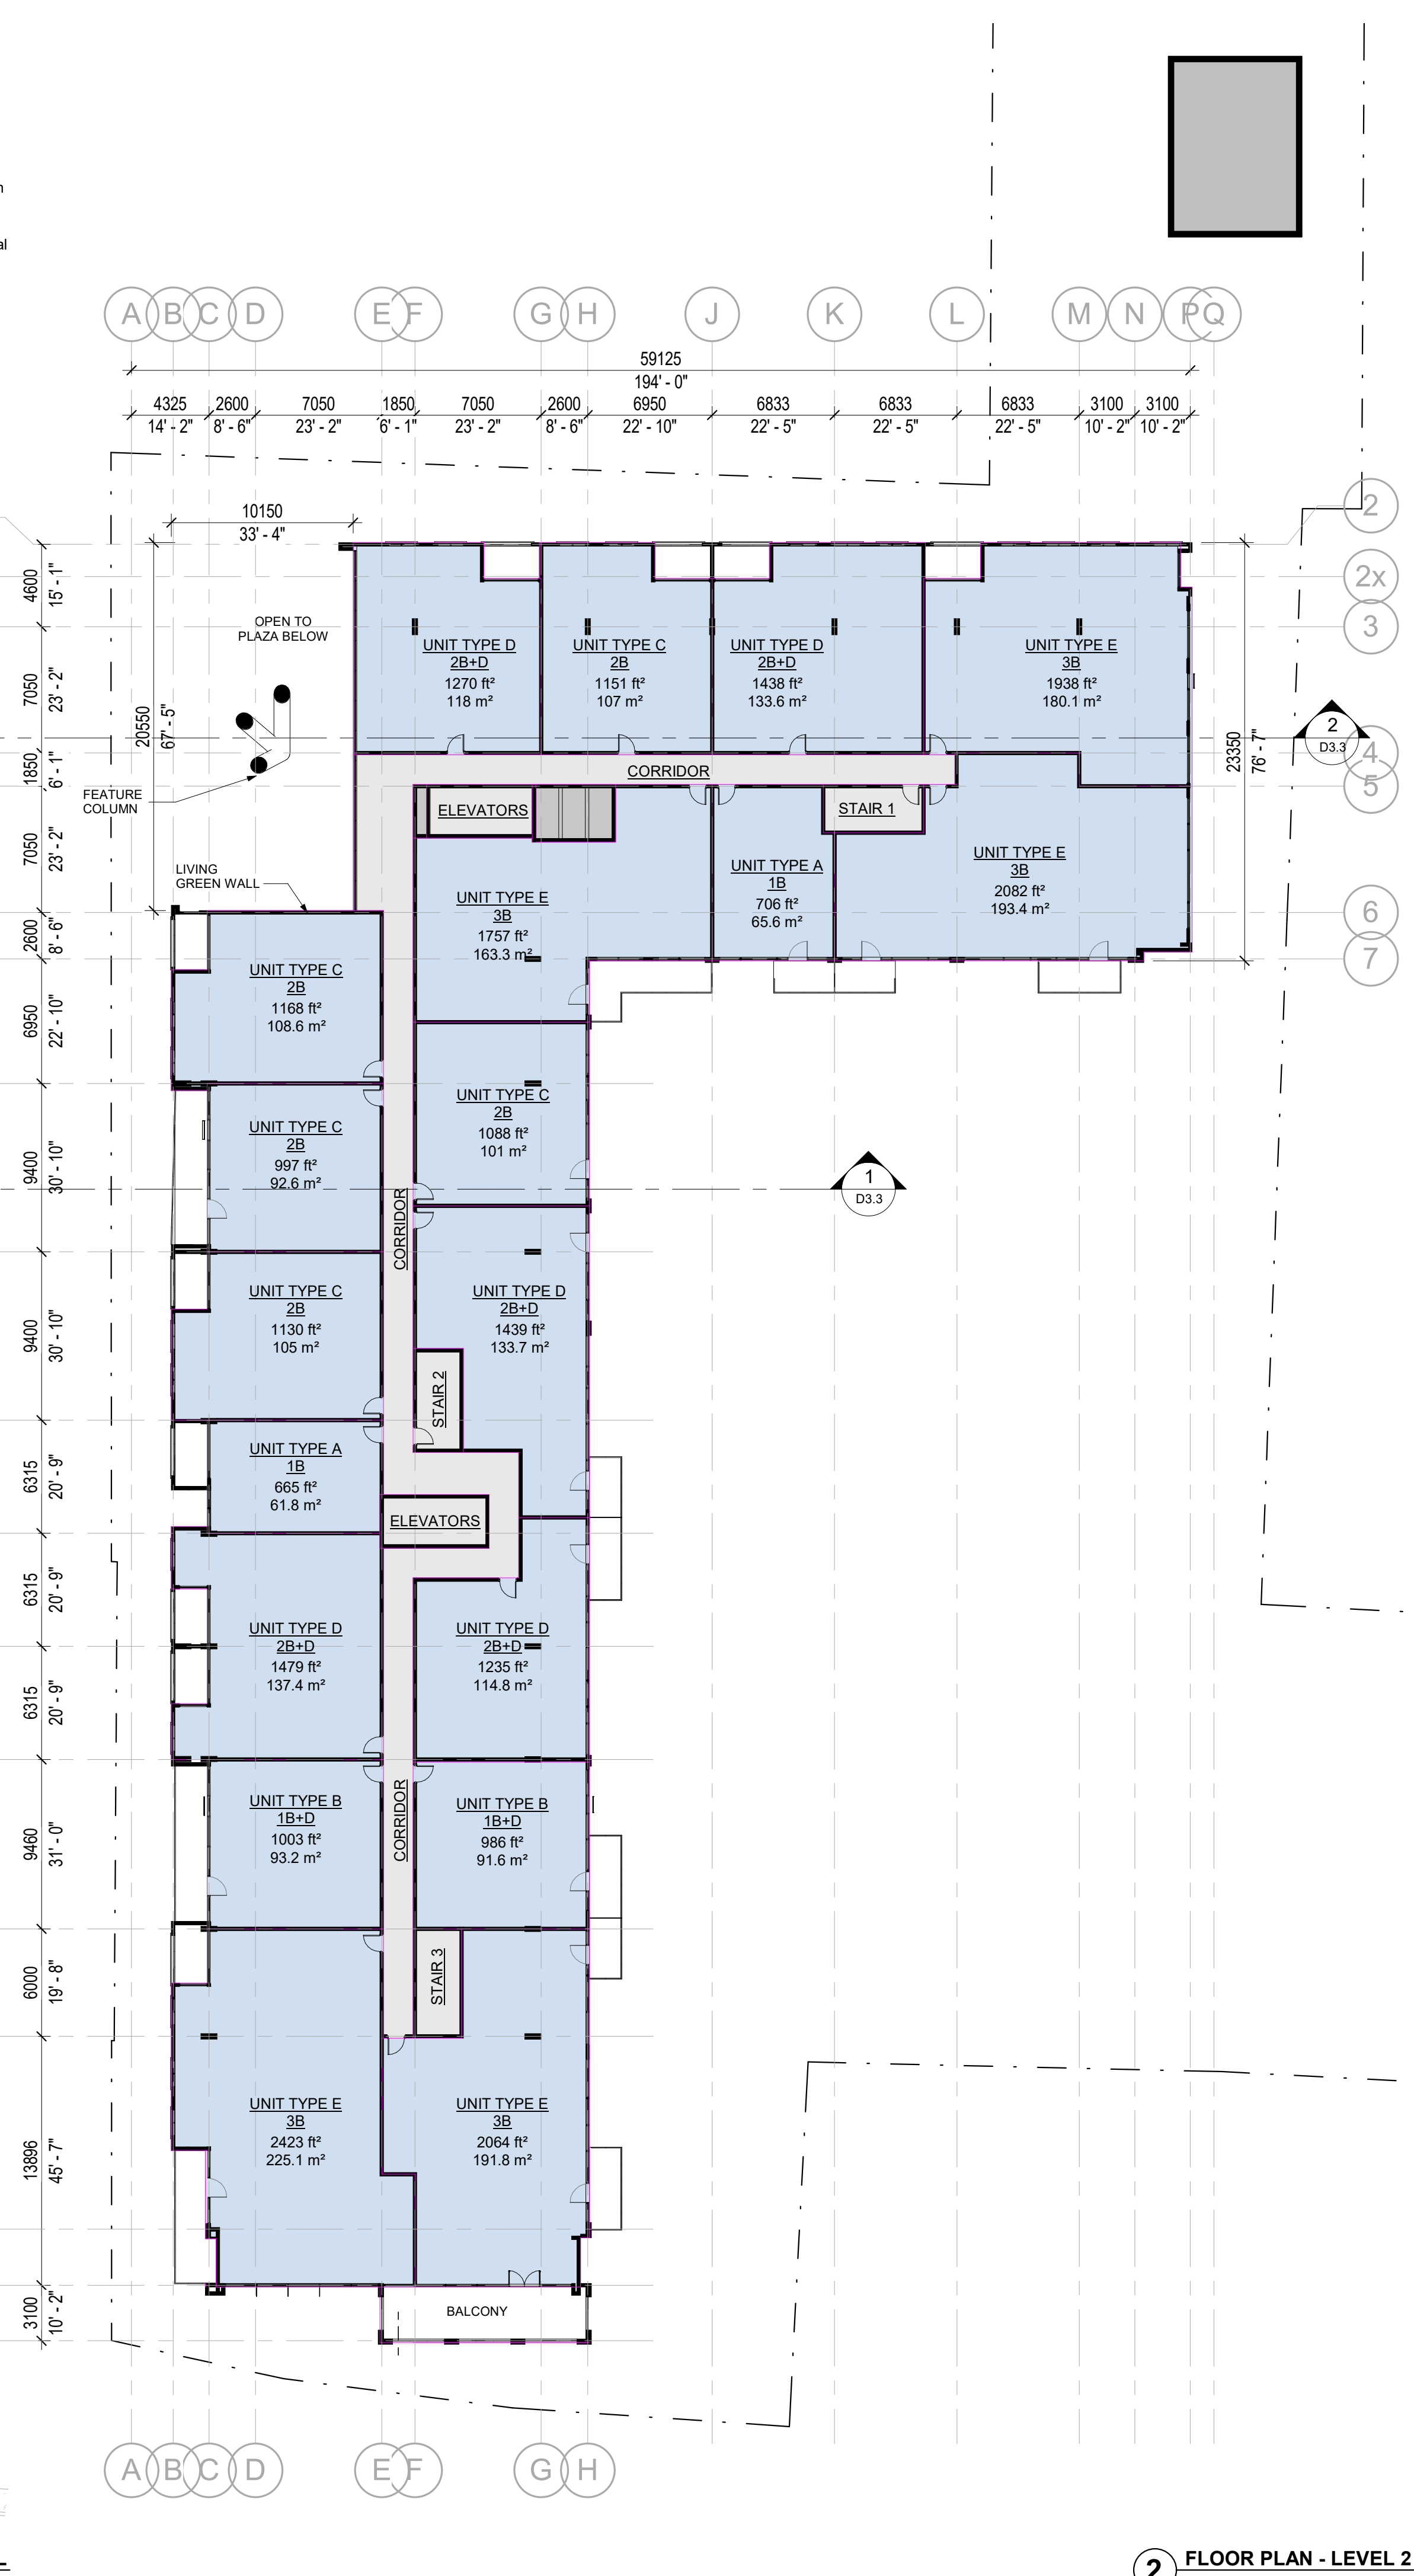 n
al
A B C D E F G H J K L M N P Q
59125
194' - 0"
4325 2600 7050 1850 7050 2600 6950 6833 6833 6833 3100 3100
14' - 2" 8' - 6" 23' - 2" 6' - 1" 23' - 2" 8' - 6" 22' - 10" 22' - 5" 22' - 5" 22' - 5" 10' - 2" 10' - 2"
2
2x
3
4
5
6
7
10150
33' - 4"
4600
15' - 1"
7050
23' - 2"
1850
6' - 1"
7050
23' - 2"
2600
8' - 6"
6950
22' - 10"
9400
30' - 10"
9400
30' - 10"
6315
20' - 9"
6315
20' - 9"
6315
20' - 9"
9460
31' - 0"
6000
19' - 8"
13896
45' - 7"
3100
10' - 2"
20550
67' - 5"
23350
76' - 7"
OPEN TO
PLAZA BELOW
FEATURE
COLUMN
LIVING
GREEN WALL
UNIT TYPE D
2B+D
1270 ft²
118 m²
UNIT TYPE C
2B
1151 ft²
107 m²
UNIT TYPE D
2B+D
1438 ft²
133.6 m²
UNIT TYPE E
3B
1938 ft²
180.1 m²
2
D3.3
CORRIDOR
ELEVATORS
STAIR 1
UNIT TYPE E
3B
1757 ft²
163.3 m²
UNIT TYPE A
1B
706 ft²
65.6 m²
UNIT TYPE E
3B
2082 ft²
193.4 m²
UNIT TYPE C
2B
1168 ft²
108.6 m²
UNIT TYPE C
2B
1088 ft²
101 m²
UNIT TYPE C
2B
997 ft²
92.6 m²
1
D3.3
CORRIDOR
UNIT TYPE C
2B
1130 ft²
105 m²
UNIT TYPE D
2B+D
1439 ft²
133.7 m²
STAIR 2
UNIT TYPE A
1B
665 ft²
61.8 m²
ELEVATORS
UNIT TYPE D
2B+D
1479 ft²
137.4 m²
UNIT TYPE D
2B+D
1235 ft²
114.8 m²
UNIT TYPE B
1B+D
1003 ft²
93.2 m²
CORRIDOR
UNIT TYPE B
1B+D
986 ft²
91.6 m²
STAIR 3
UNIT TYPE E
3B
2423 ft²
225.1 m²
UNIT TYPE E
3B
2064 ft²
191.8 m²
BALCONY
A B C D E F G H
2 FLOOR PLAN - LEVEL 2